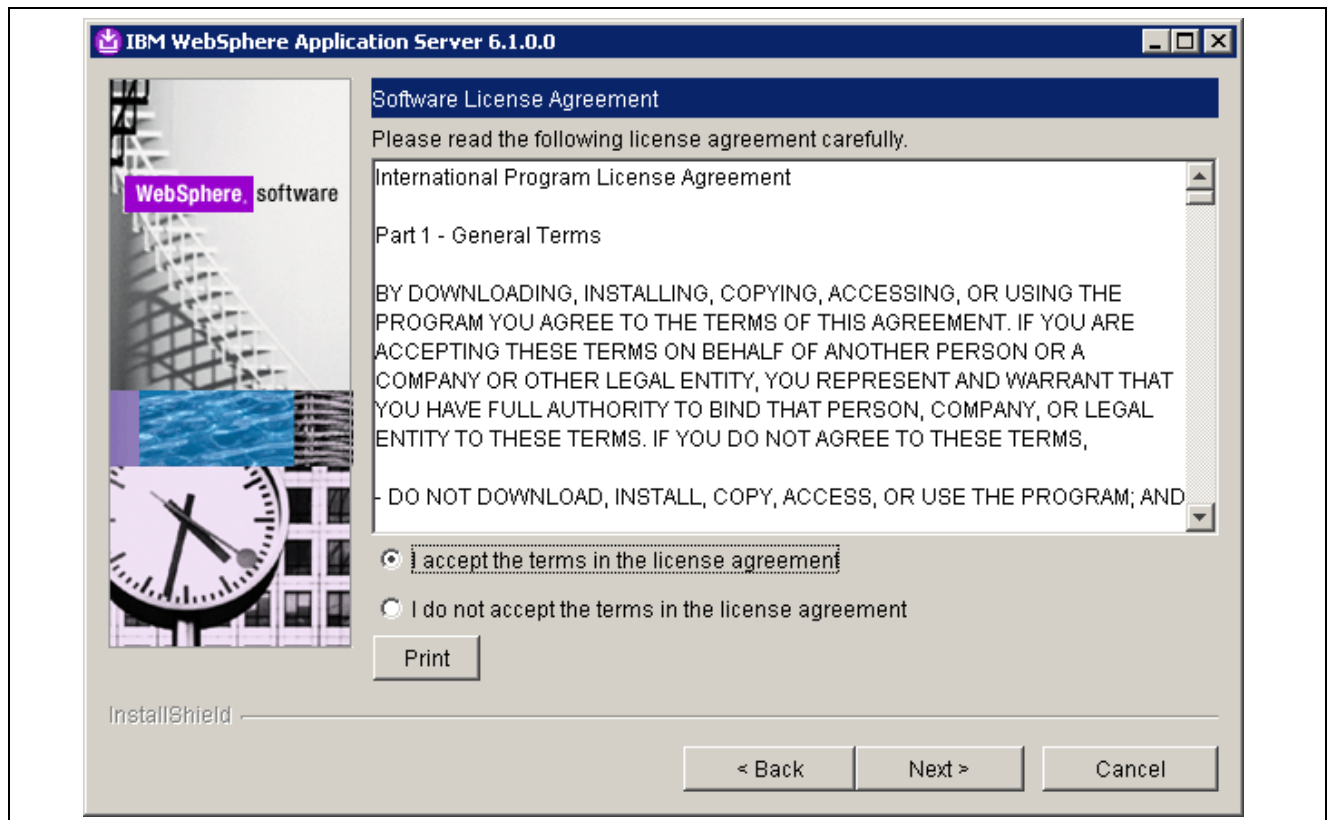 IBM WebSphere Application Server 6.1.0.0
WebSphere, software
Software License Agreement
Please read the following license agreement carefully.
International Program License Agreement
Part 1 - General Terms
BY DOWNLOADING, INSTALLING, COPYING, ACCESSING, OR USING THE
PROGRAM YOU AGREE TO THE TERMS OF THIS AGREEMENT. IF YOU ARE
ACCEPTING THESE TERMS ON BEHALF OF ANOTHER PERSON OR A
COMPANY OR OTHER LEGAL ENTITY, YOU REPRESENT AND WARRANT THAT
YOU HAVE FULL AUTHORITY TO BIND THAT PERSON, COMPANY, OR LEGAL
ENTITY TO THESE TERMS. IF YOU DO NOT AGREE TO THESE TERMS,
- DO NOT DOWNLOAD, INSTALL, COPY, ACCESS, OR USE THE PROGRAM; AND
I accept the terms in the license agreement
I do not accept the terms in the license agreement
Print
InstallShield
< Back
Next >
Cancel